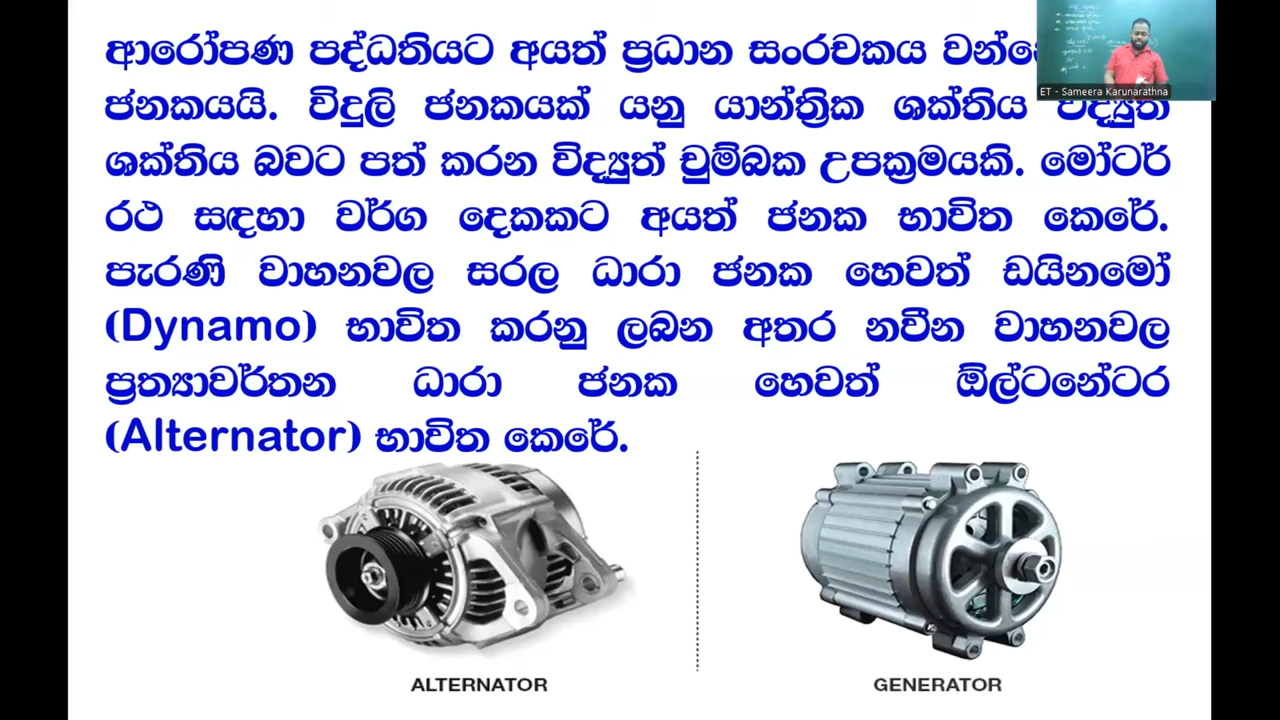 ආරෝපණ පද්ධතියට අයත් ප්‍රධාන සංරචකය
ජනකයයි. විදුලි ජනකයක් යනු යාන්ත්‍රික ශක්තිය විද්‍යුත්
ශක්තිය බවට පත් කරන විද්‍යුත් චුම්බක උපක්‍රමයකි. මෝටර්
රථ සඳහා වර්ග දෙකකට අයත් ජනක භාවිත කෙරේ.
පැරණි වාහනවල සරල ධාරා ජනක හෙවත් ඩයිනමෝ
(Dynamo) භාවිත කරනු ලබන අතර නවීන වාහනවල
ප්‍රත්‍යාවර්තන ධාරා ජනක හෙවත් ඕල්ටනේටර
(Alternator) භාවිත කෙරේ.
ET - Sameera Karunarathna
ALTERNATOR
GENERATOR